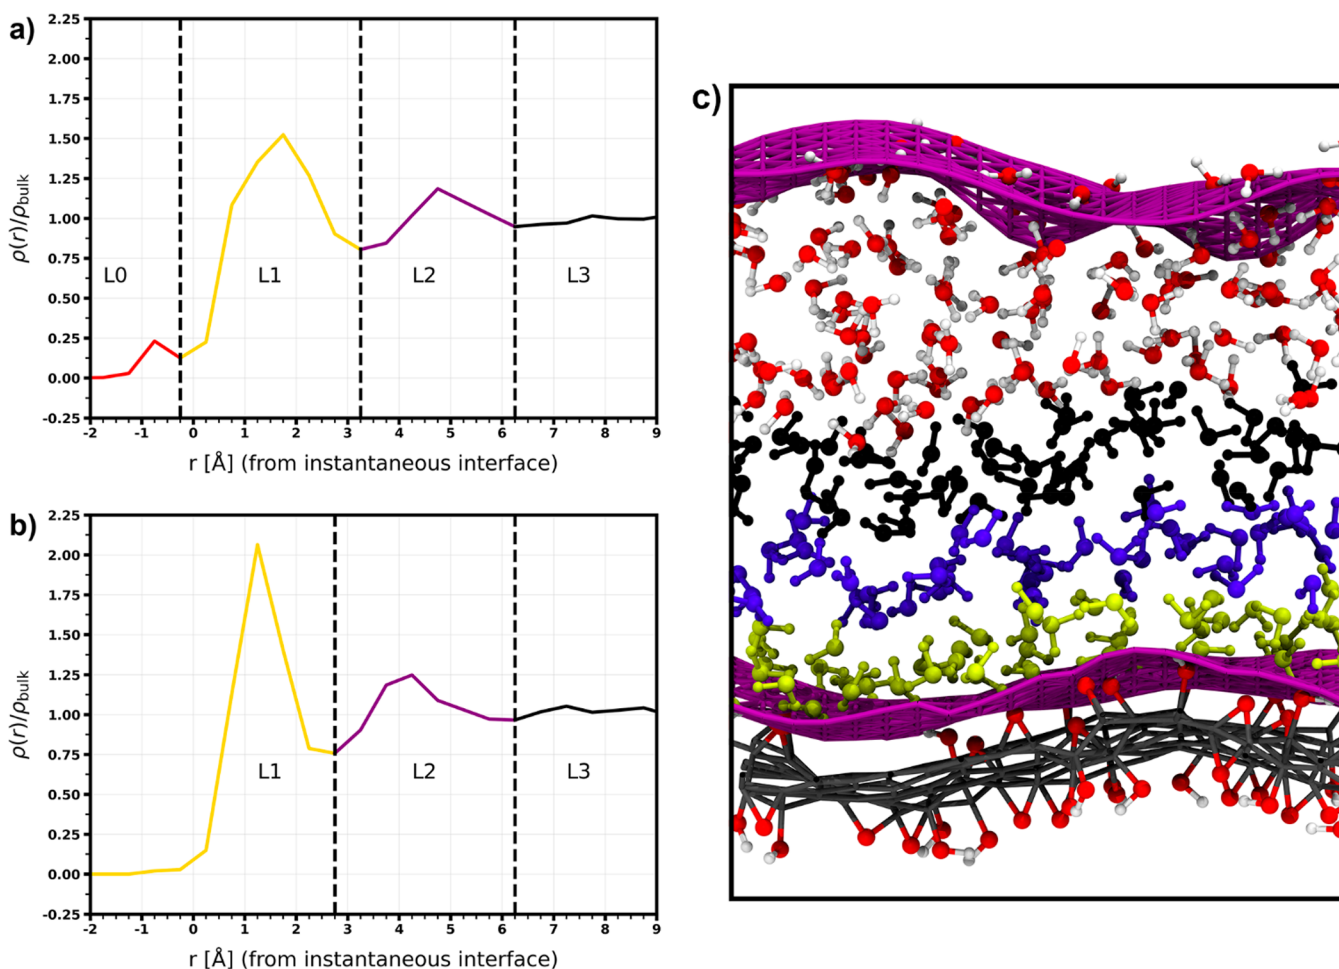 a)
2.25
2.00
1.75
1.50
1.25
1.00
0.75
0.50
0.25
0.00
-0.25
ρ(r)/ρbulk
L0 L1 L2 L3
-2 -1 0 1 2 3 4 5 6 7 8 9
r [Å] (from instantaneous interface)
b)
2.25
2.00
1.75
1.50
1.25
1.00
0.75
0.50
0.25
0.00
-0.25
ρ(r)/ρbulk
L1 L2 L3
-2 -1 0 1 2 3 4 5 6 7 8 9
r [Å] (from instantaneous interface)
c)